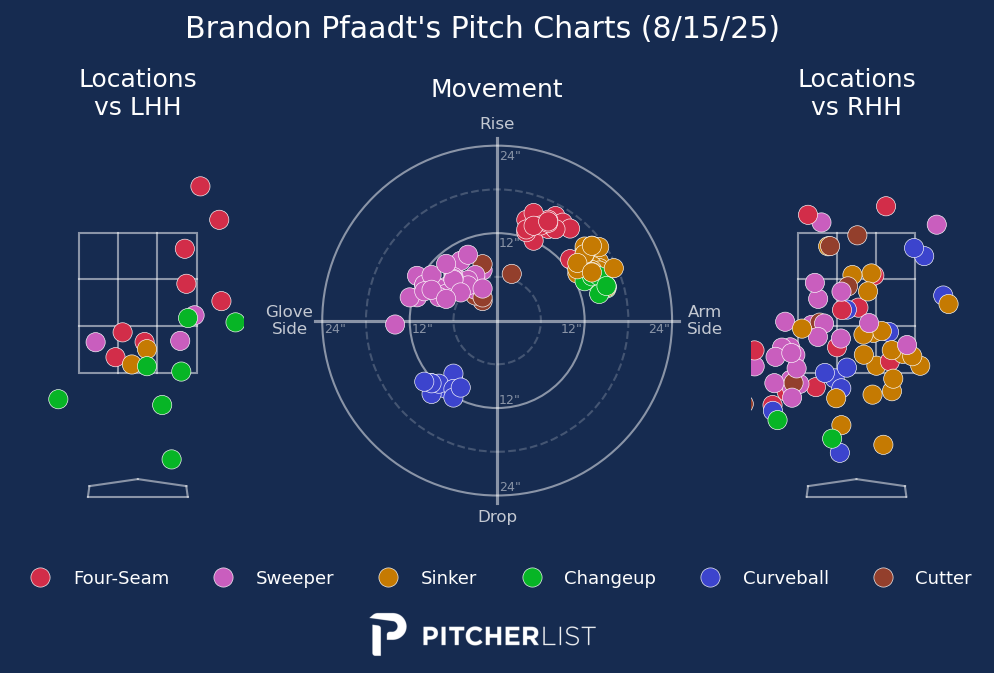 Brandon Pfaadt's Pitch Charts (8/15/25)
Locations
vs LHH
Movement
Locations
vs RHH
Rise
24"
12"
Glove
Side
24"
12"
12"
24"
Arm
Side
12"
24"
Drop
Four-Seam
Sweeper
Sinker
Changeup
Curveball
Cutter
PITCHERLIST